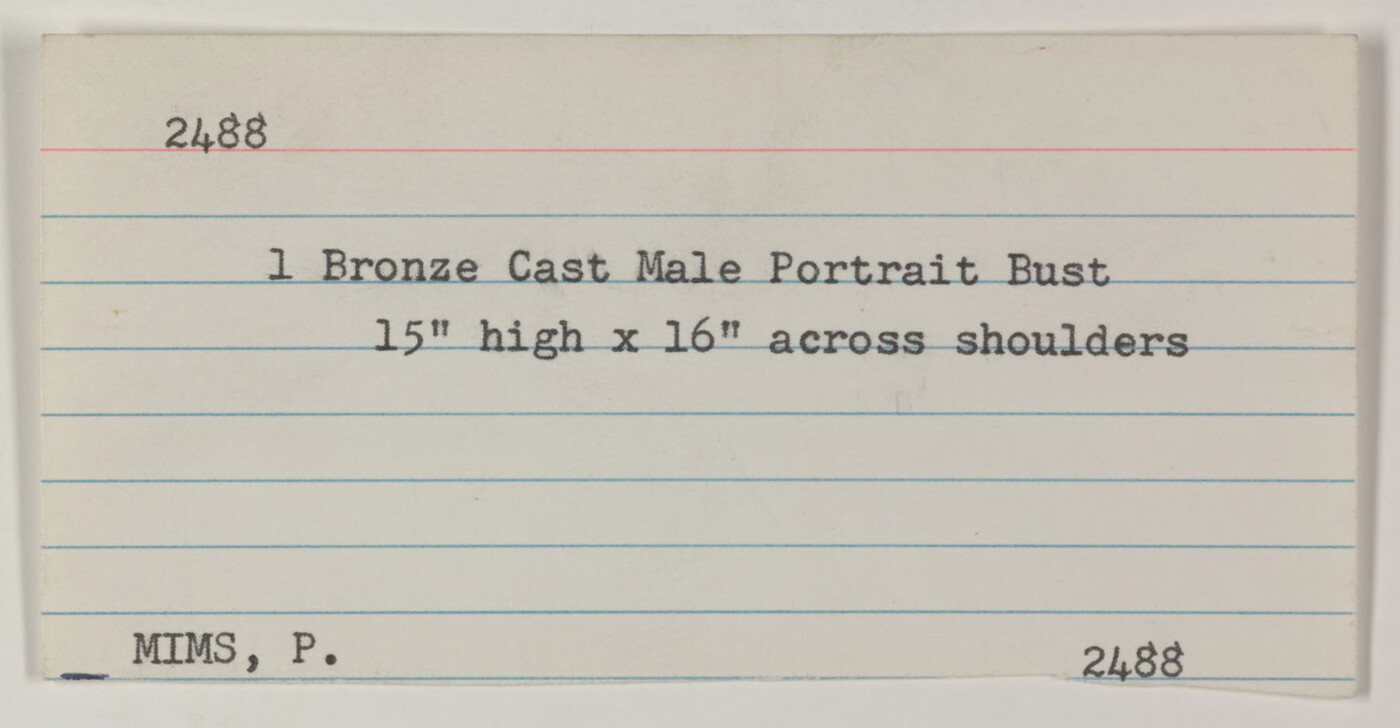 2488
1 Bronze Cast Male Portrait Bust
15" high x 16" across shoulders
MIMS, P.
2488